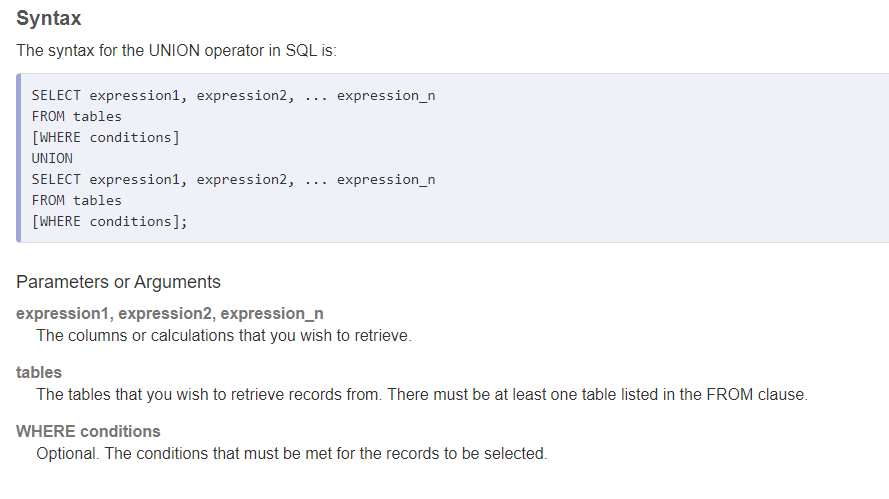 Syntax
The syntax for the UNION operator in SQL is:
SELECT expression1, expression2, ... expression_n
FROM tables
[WHERE conditions]
UNION
SELECT expression1, expression2, ... expression_n
FROM tables
[WHERE conditions];
Parameters or Arguments
expression1, expression2, expression_n
The columns or calculations that you wish to retrieve.
tables
The tables that you wish to retrieve records from. There must be at least one table listed in the FROM clause.
WHERE conditions
Optional. The conditions that must be met for the records to be selected.